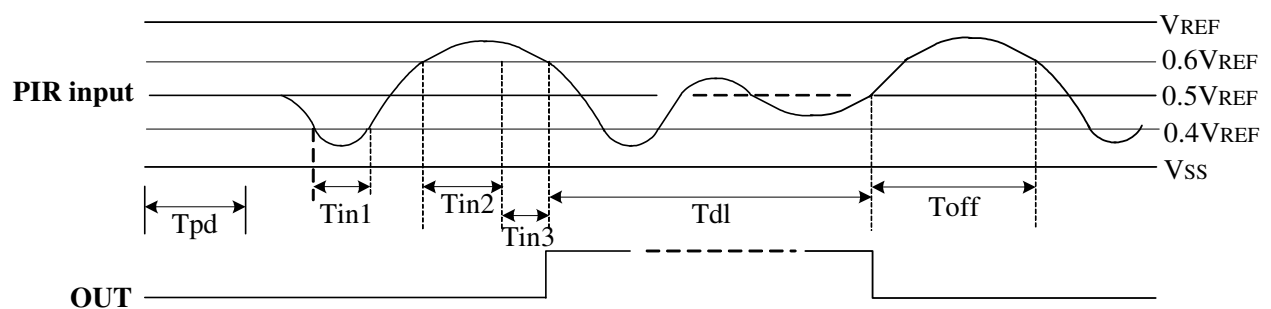 VREF
0.6VREF
PIR input
0.5VREF
0.4VREF
VSS
Tpd
Tin1
Tin2
Tin3
Tdl
Toff
OUT